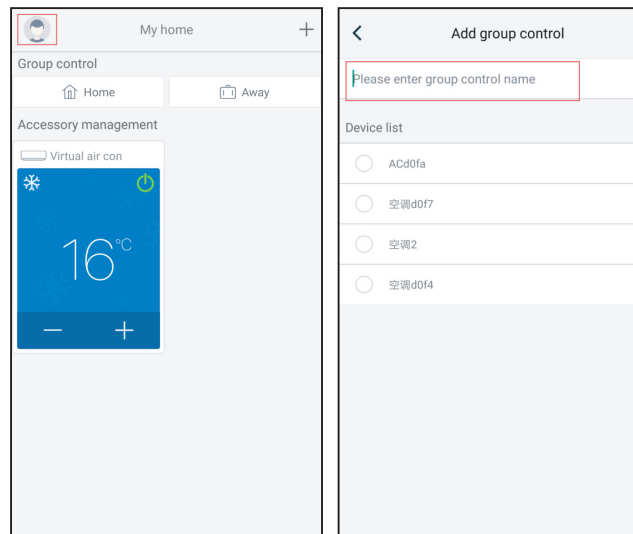 My home
Group control
Home
Away
Accessory management
Virtual air con
16°C
Add group control
Please enter group control name
Device list
ACd0fa
空调d0f7
空调2
空调d0f4